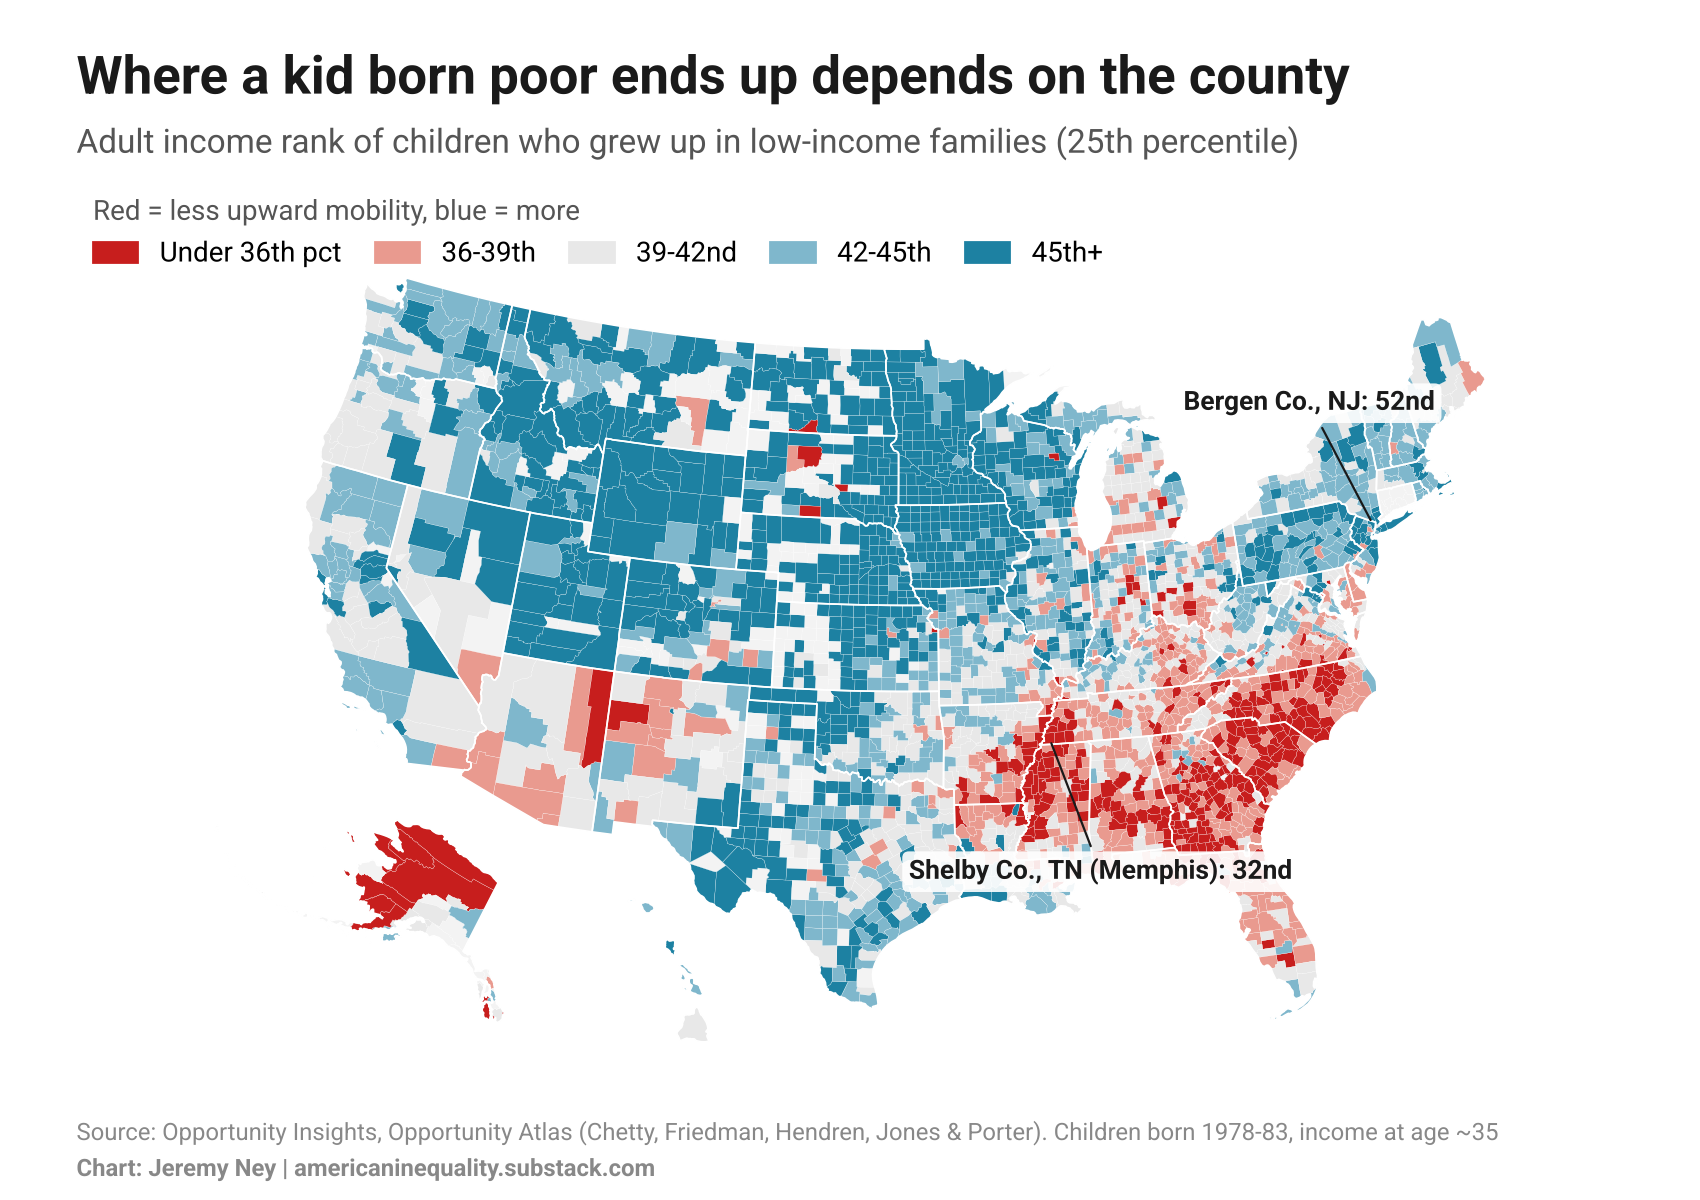 Where a kid born poor ends up depends on the county
Adult income rank of children who grew up in low-income families (25th percentile)
Red = less upward mobility, blue = more
Under 36th pct 36-39th 39-42nd 42-45th 45th+
Bergen Co., NJ: 52nd
Shelby Co., TN (Memphis): 32nd
Source: Opportunity Insights, Opportunity Atlas (Chetty, Friedman, Hendren, Jones & Porter). Children born 1978-83, income at age ~35
Chart: Jeremy Ney | americaninequality.substack.com